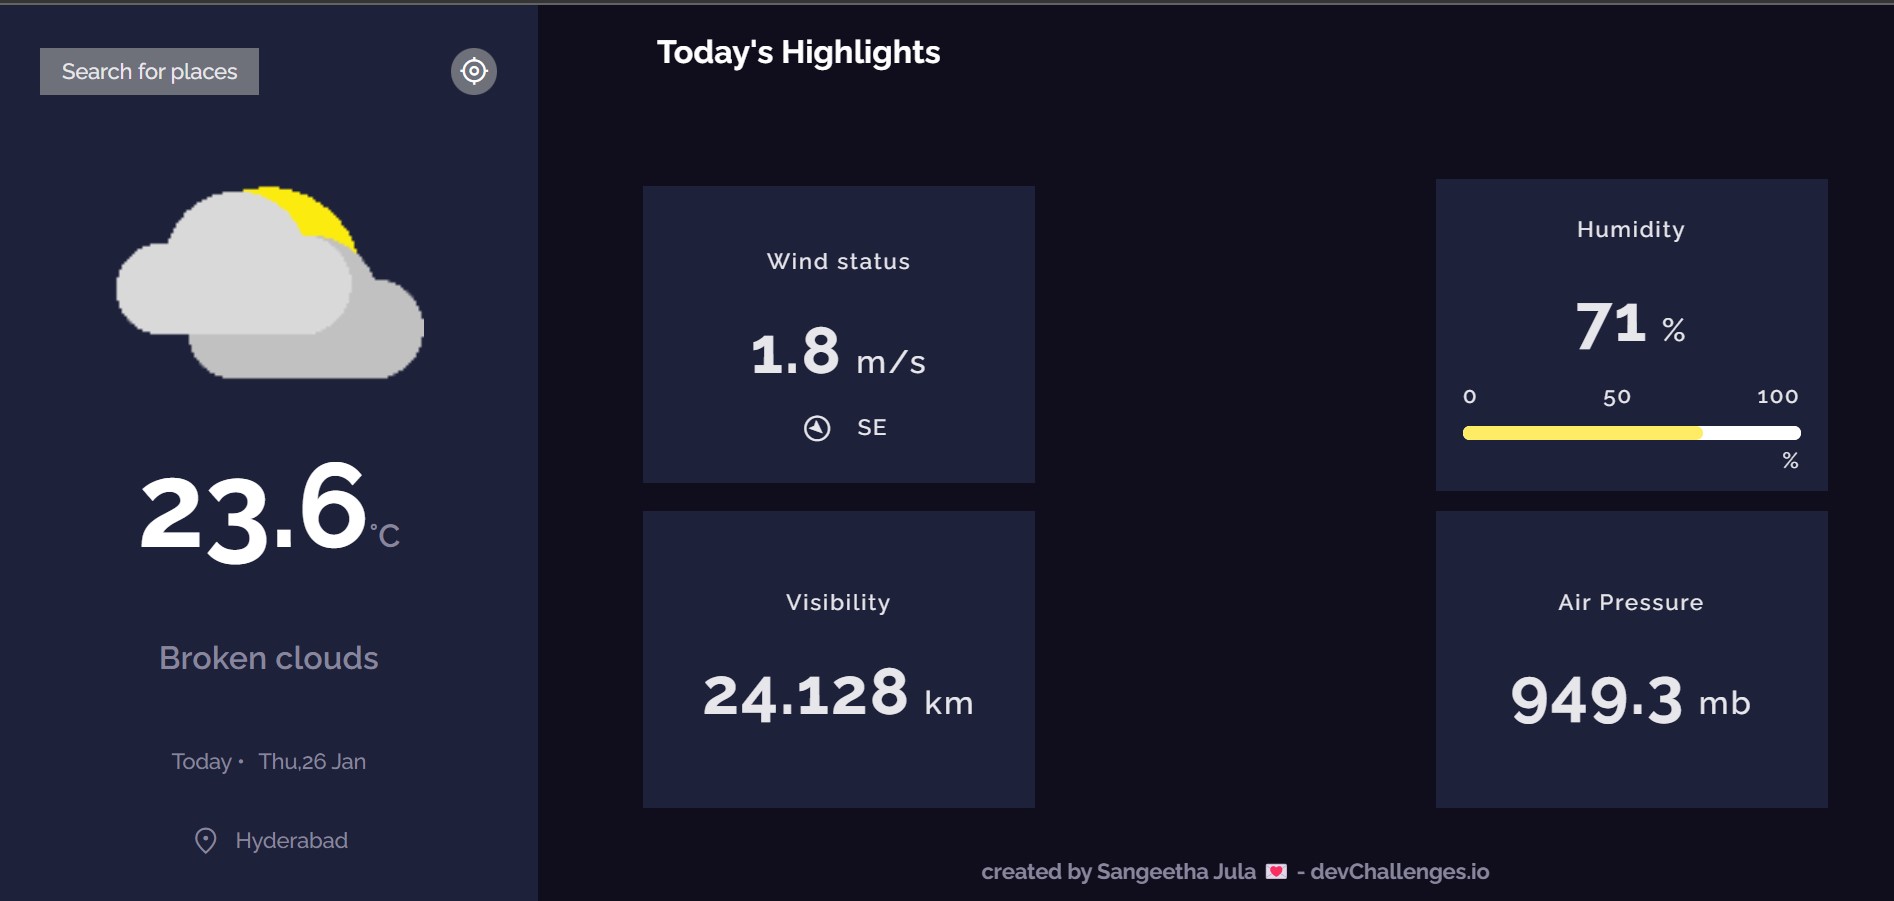 Search for places
23.6°C
Broken clouds
Today • Thu,26 Jan
Hyderabad
Today's Highlights
Wind status
1.8 m/s
SE
Humidity
71 %
0 50 100
%
Visibility
24.128 km
Air Pressure
949.3 mb
created by Sangeetha Jula 💌 - devChallenges.io